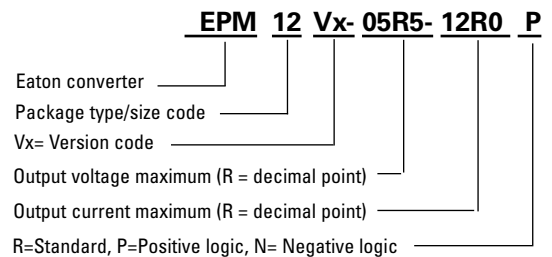 EPM 12 Vx- 05R5- 12R0 P
Eaton converter
Package type/size code
Vx= Version code
Output voltage maximum (R = decimal point)
Output current maximum (R = decimal point)
R=Standard, P=Positive logic, N= Negative logic